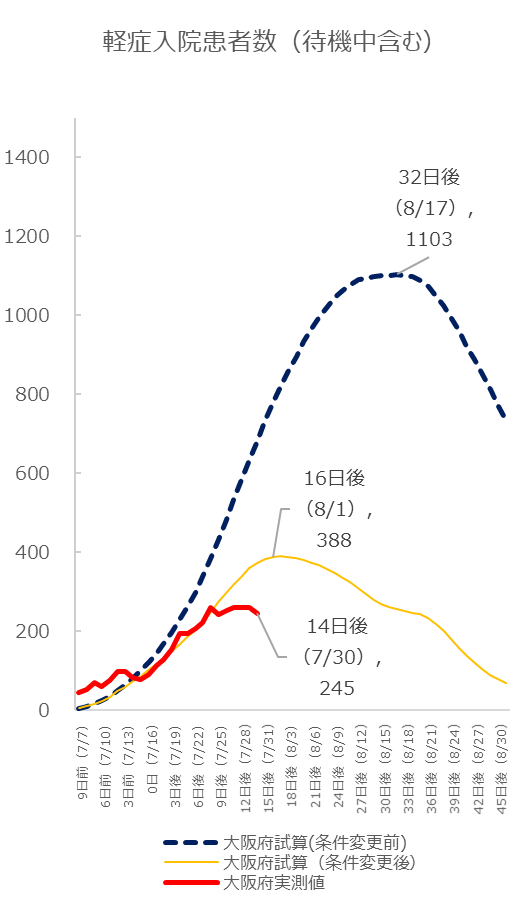 軽症入院患者数（待機中含む）
1400
1200
1000
800
600
400
200
0
32日後
（8/17）,
1103
16日後
（8/1）,
388
14日後
（7/30）,
245
9日前（7/7）
6日前（7/10）
3日前（7/13）
0日（7/16）
3日後（7/19）
6日後（7/22）
9日後（7/25）
12日後（7/28）
15日後（7/31）
18日後（8/3）
21日後（8/6）
24日後（8/9）
27日後（8/12）
30日後（8/15）
33日後（8/18）
36日後（8/21）
39日後（8/24）
42日後（8/27）
45日後（8/30）
大阪府試算(条件変更前)
大阪府試算（条件変更後）
大阪府実測値